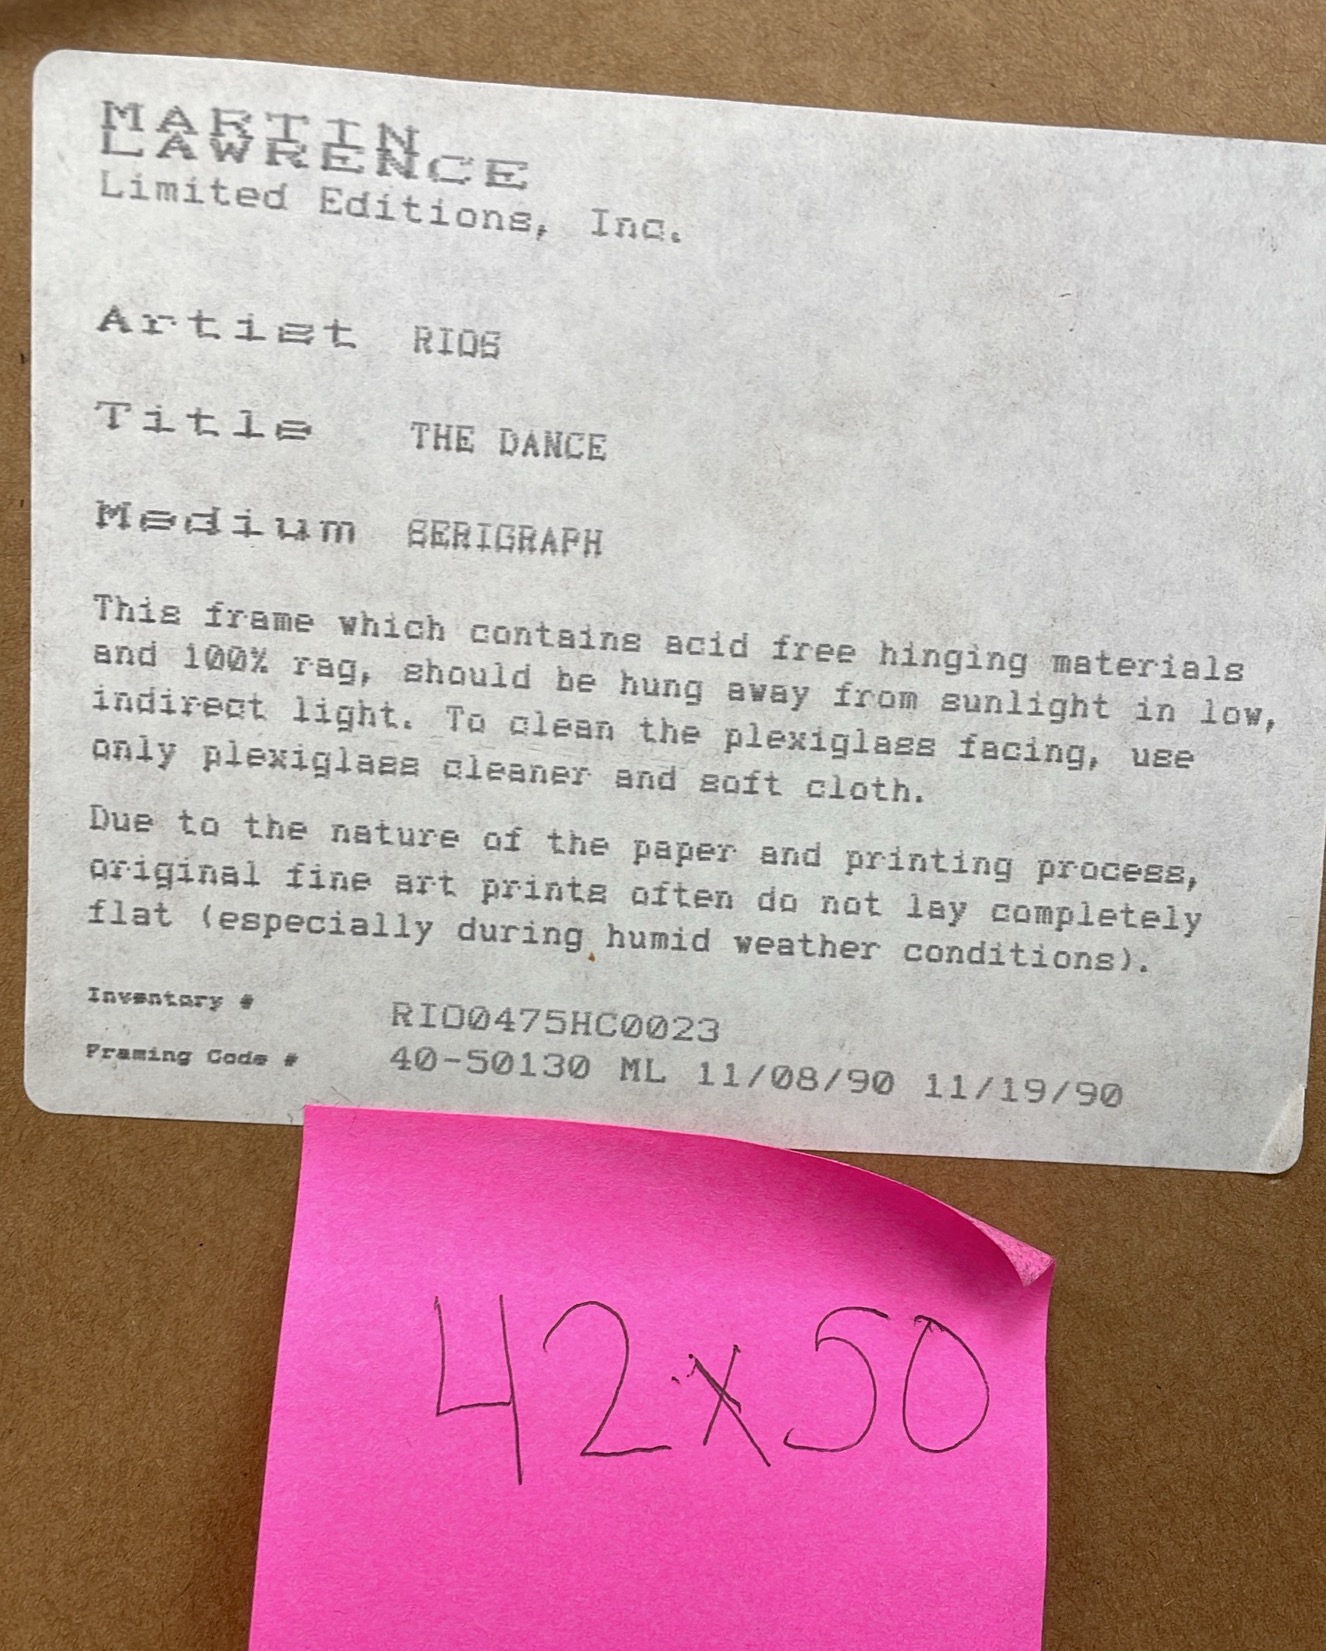 MARTIN
LAWRENCE
Limited Editions, Inc.
Artist RIOS
Title THE DANCE
Medium SERIGRAPH
This frame which contains acid free hinging materials
and 100% rag, should be hung away from sunlight in low,
indirect light. To clean the plexiglass facing, use
only plexiglass cleaner and soft cloth.
Due to the nature of the paper and printing process,
original fine art prints often do not lay completely
flat (especially during humid weather conditions).
Inventory # RIO0475HC0023
Framing Code # 40-50130 ML 11/08/90 11/19/90
42x50